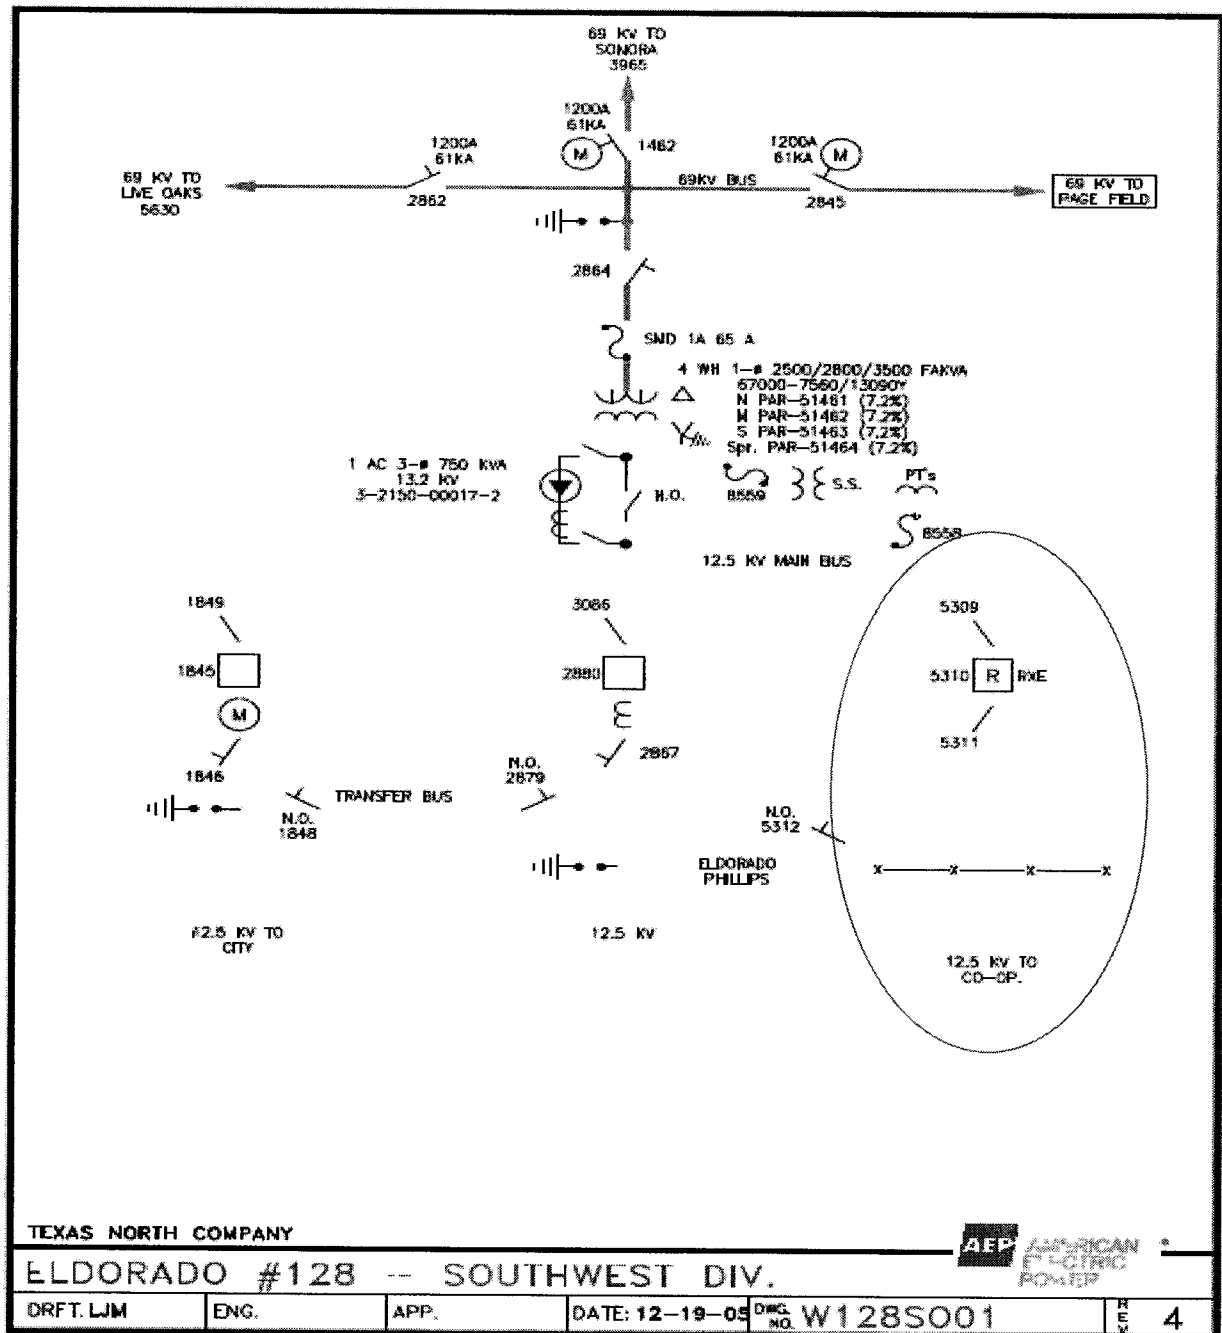 69 KV TO
SONORA
3965
1200A
61KA
M
1462
1200A
61KA
2862
1200A
61KA
M
2845
69 KV TO
LIVE OAKS
5630
69KV BUS
69 KV TO
PAGE FIELD
2864
SMD 1A 65 A
4 WH 1-ø 2500/2800/3500 FAKVA
67000-7560/13090Y
N PAR-51461 (7.2%)
M PAR-51462 (7.2%)
S PAR-51463 (7.2%)
Spr. PAR-51464 (7.2%)
1 AC 3-ø 750 KVA
13.2 KV
3-2150-00017-2
N.O.
8559
S.S.
PT's
8558
12.5 KV MAIN BUS
1849
1845
M
1846
3086
2880
2867
5309
5310
R
RXE
5311
N.O.
1848
TRANSFER BUS
N.O.
2879
N.O.
5312
ELDORADO
PHILLIPS
x x x x
12.5 KV TO
CITY
12.5 KV
12.5 KV TO
CO-OP.
TEXAS NORTH COMPANY
AEP AMERICAN
ELECTRIC
POWER
ELDORADO #128 -- SOUTHWEST DIV.
DRFT. LJM
ENG.
APP.
DATE: 12-19-05
DWG.
NO. W128SO01
REV
4